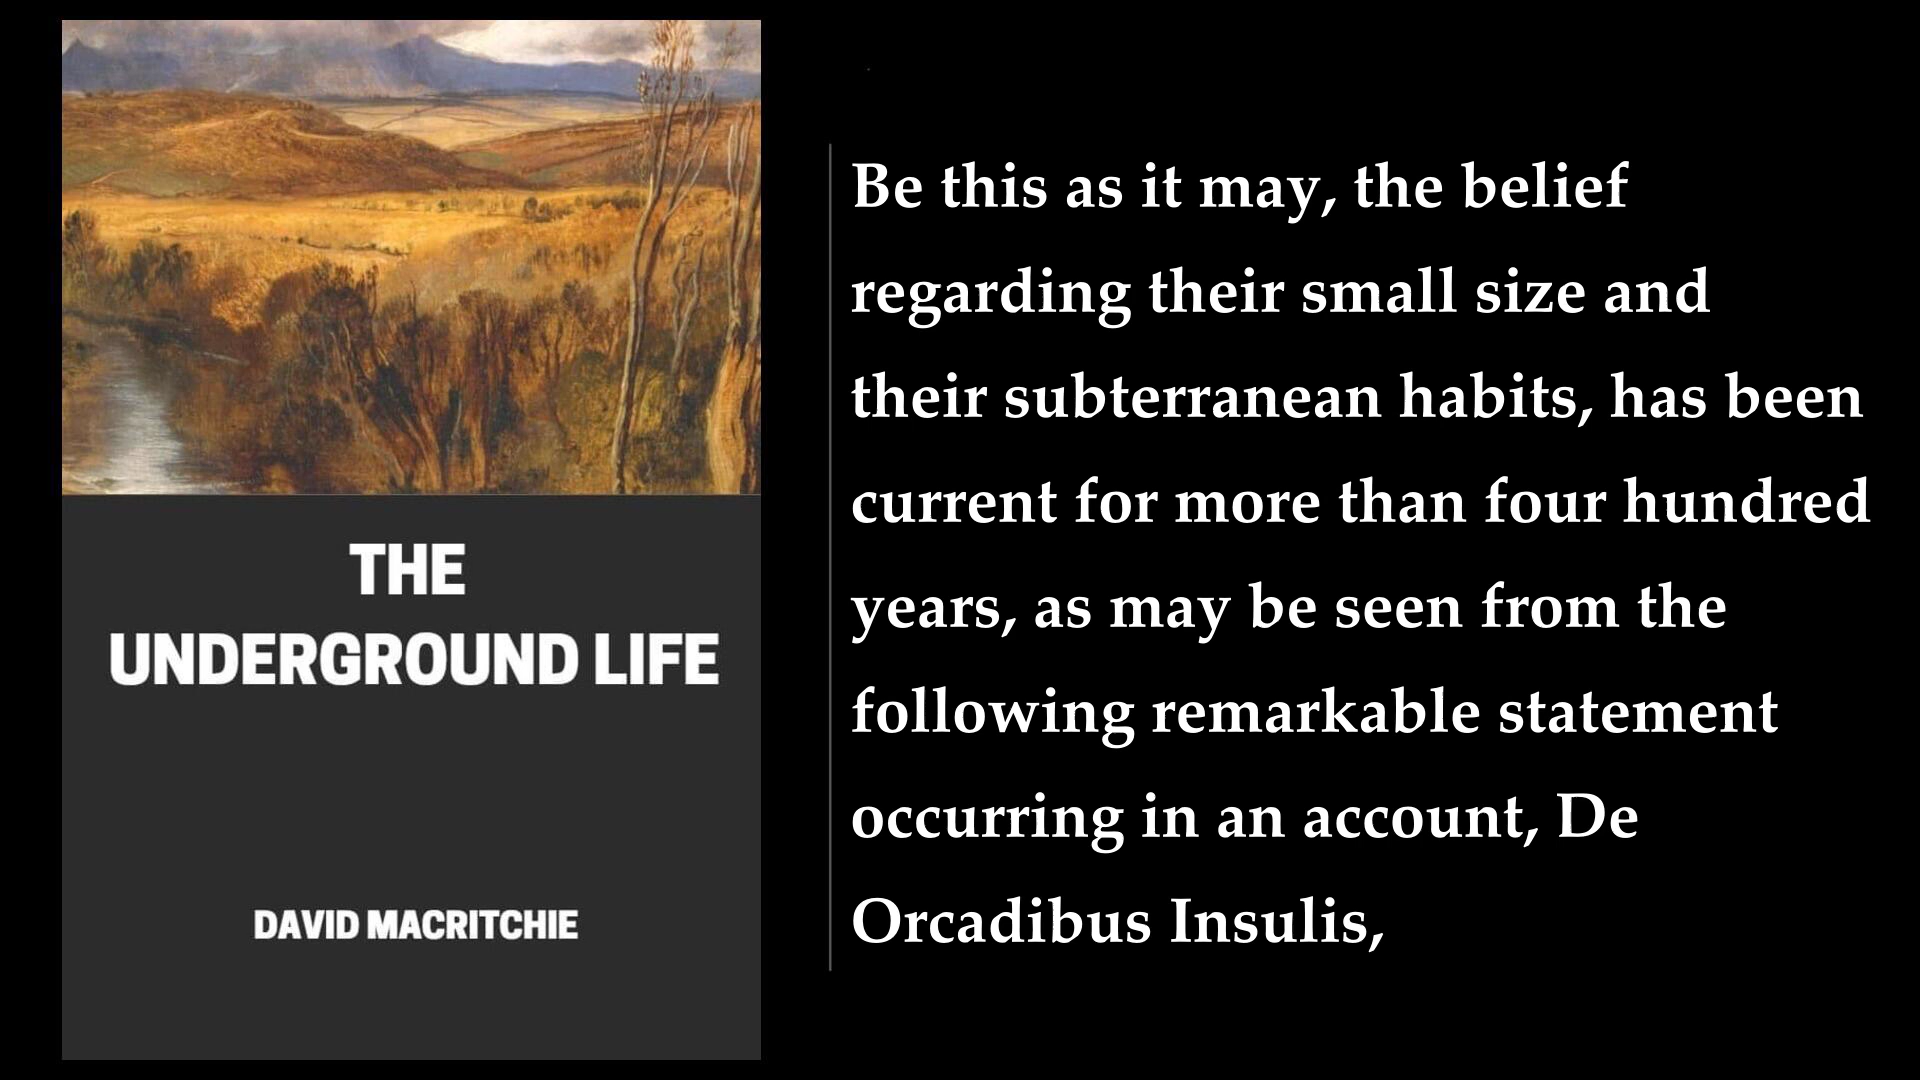 THE
UNDERGROUND LIFE
DAVID MACRITCHIE
Be this as it may, the belief
regarding their small size and
their subterranean habits, has been
current for more than four hundred
years, as may be seen from the
following remarkable statement
occurring in an account, De
Orcadibus Insulis,